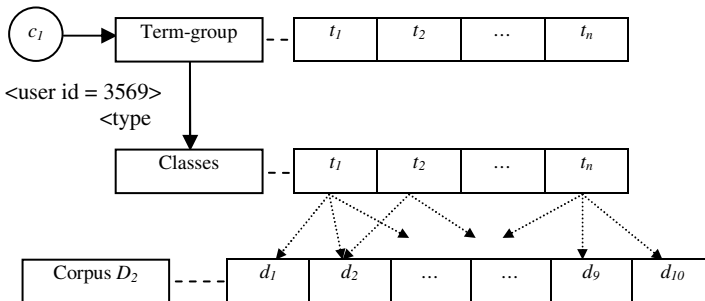 c1 Term-group t1 t2 ... tn
<user id = 3569>
<type
Classes t1 t2 ... tn
Corpus D2 d1 d2 ... ... d9 d10